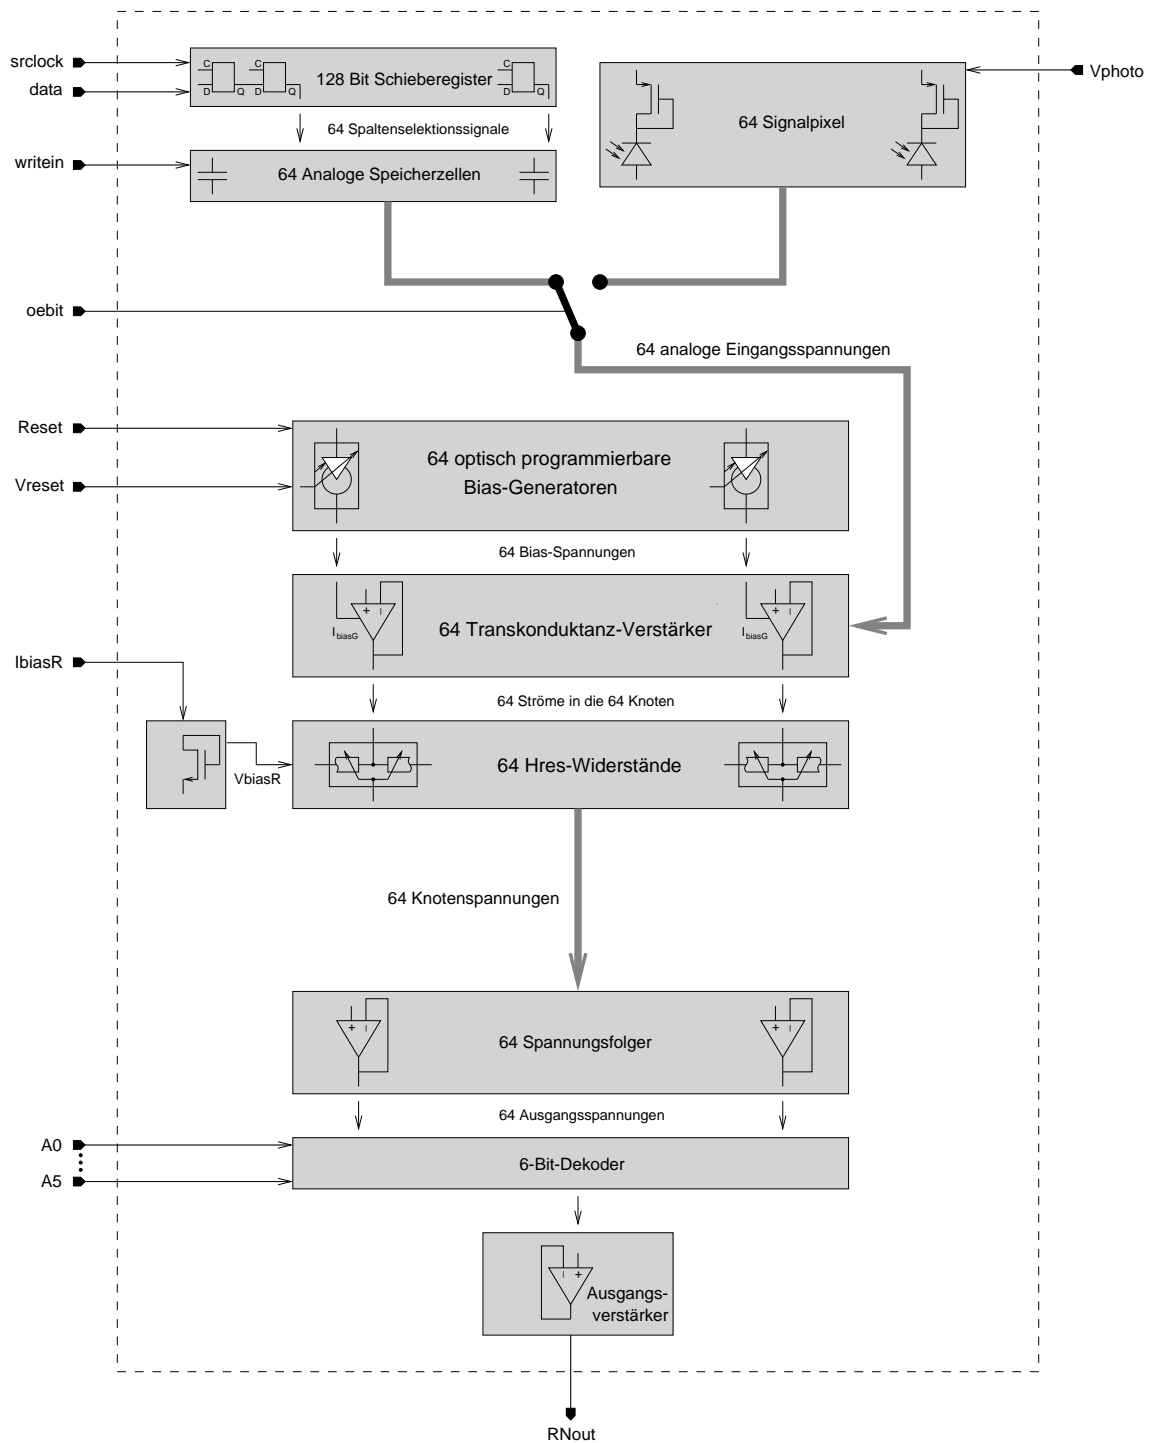 srclock
data
C
D
Q
C
D
Q
128 Bit Schieberegister
C
D
Q
Vphoto
64 Signalpixel
64 Spaltenselektionssignale
writein
64 Analoge Speicherzellen
oebit
64 analoge Eingangsspannungen
Reset
Vreset
64 optisch programmierbare
Bias-Generatoren
64 Bias-Spannungen
+ I
IbiasG
64 Transkonduktanz-Verstärker
+ I
IbiasG
IbiasR
64 Ströme in die 64 Knoten
VbiasR
64 Hres-Widerstände
64 Knotenspannungen
+ I
64 Spannungsfolger
+ I
64 Ausgangsspannungen
A0
A5
6-Bit-Dekoder
I +
Ausgangs-
verstärker
RNout